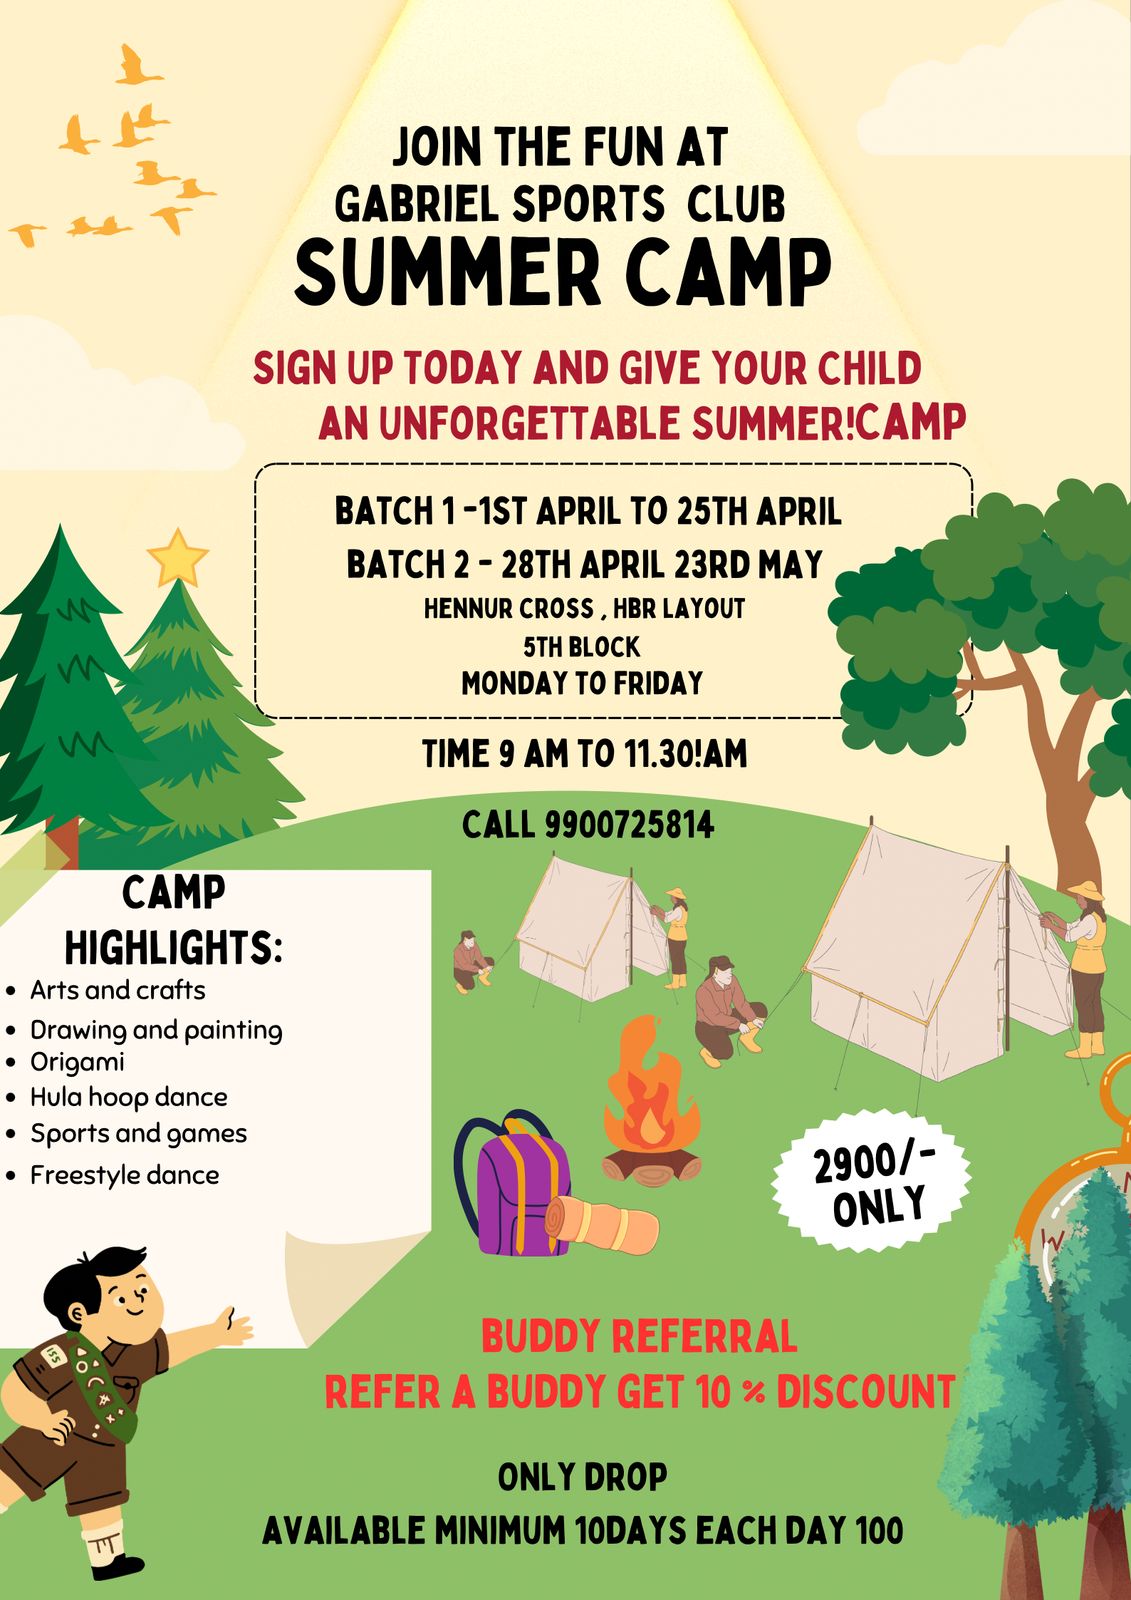 JOIN THE FUN AT
GABRIEL SPORTS CLUB
SUMMER CAMP
SIGN UP TODAY AND GIVE YOUR CHILD
AN UNFORGETTABLE SUMMER!CAMP
BATCH 1 -1ST APRIL TO 25TH APRIL
BATCH 2 - 28TH APRIL 23RD MAY
HENNUR CROSS , HBR LAYOUT
5TH BLOCK
MONDAY TO FRIDAY
TIME 9 AM TO 11.30!AM
CALL 9900725814
CAMP
HIGHLIGHTS:
• Arts and crafts
• Drawing and painting
• Origami
• Hula hoop dance
• Sports and games
• Freestyle dance
2900/-
ONLY
N
W
155
BUDDY REFERRAL
REFER A BUDDY GET 10 % DISCOUNT
ONLY DROP
AVAILABLE MINIMUM 10DAYS EACH DAY 100